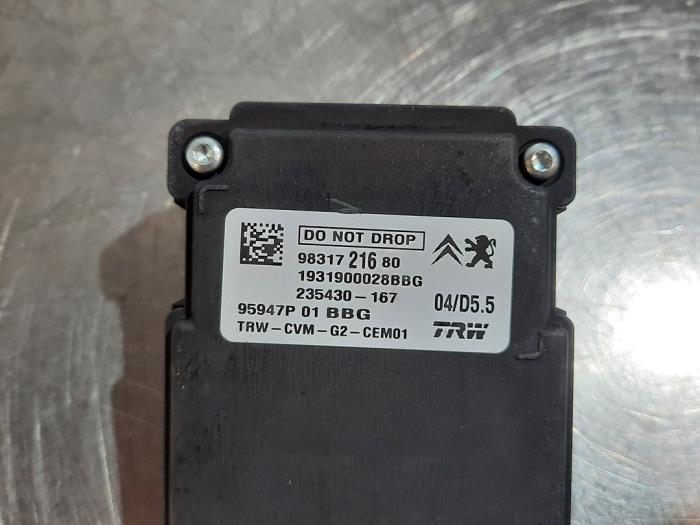 DO NOT DROP
98317 216 80
1931900028BBG
235430-167
04/D5.5
95947P 01 BBG
TRW-CVM-G2-CEM01
TRW